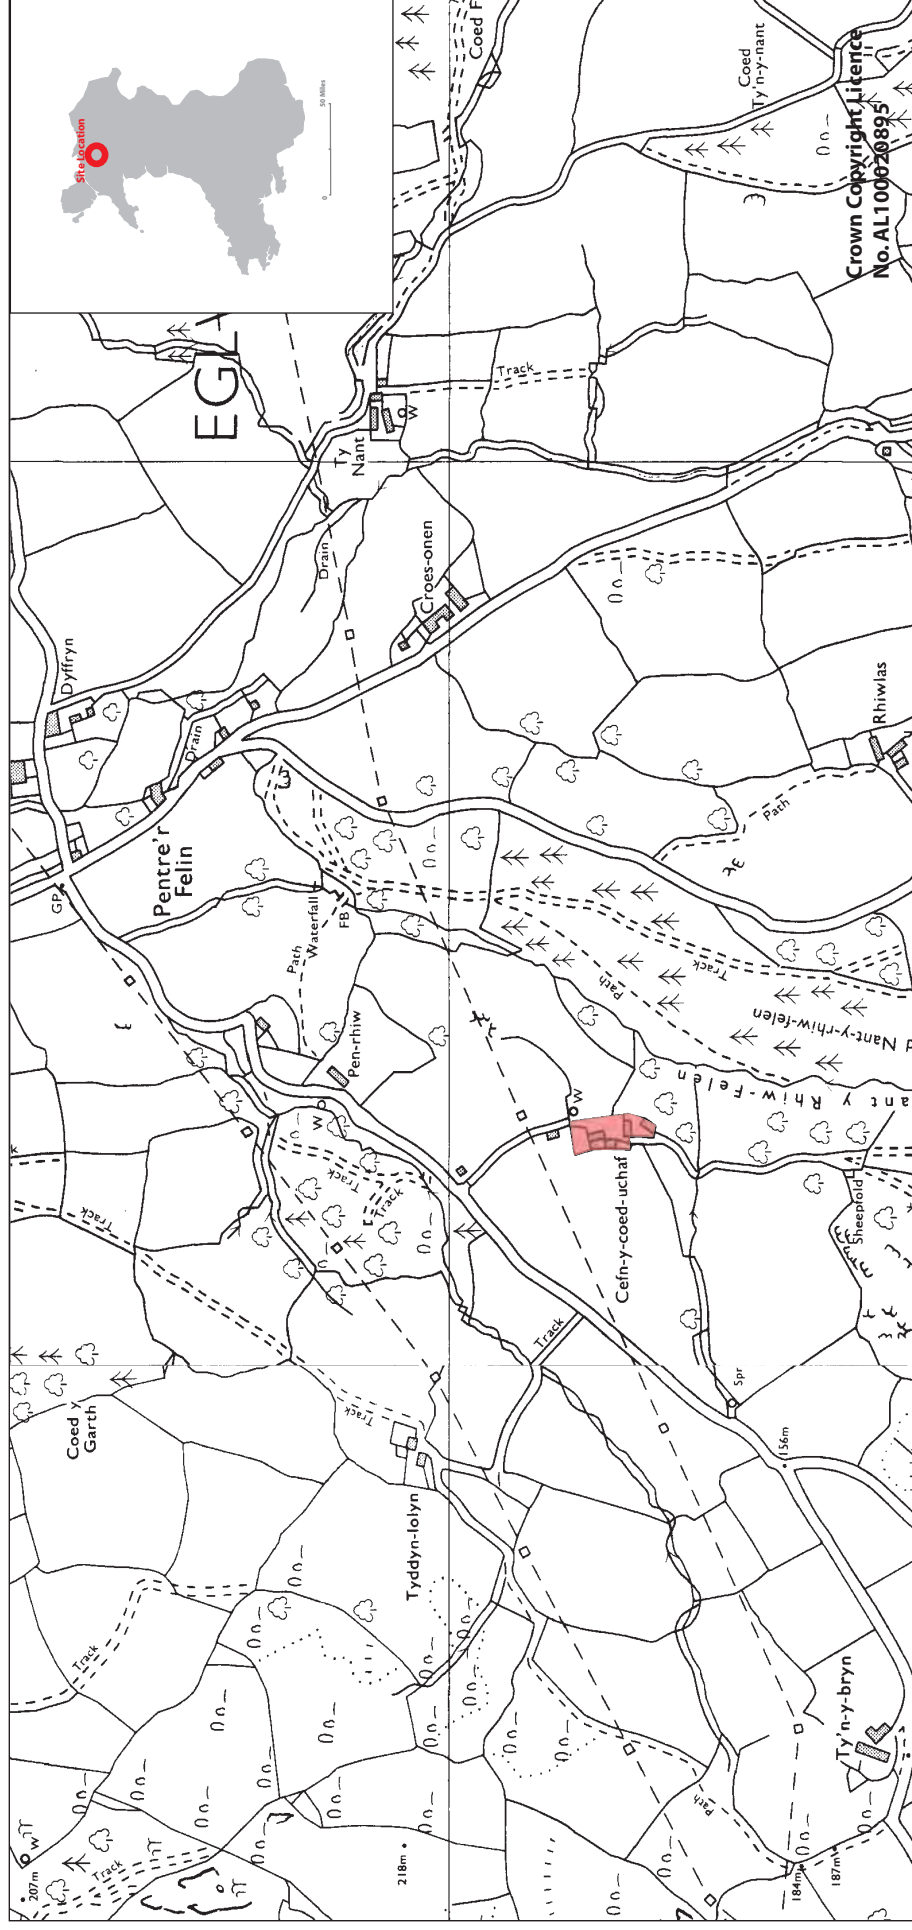 Site Location
0
50 Miles
Coed F
Coed
Ty'n-y-nant
Crown Copyright Licence
No. AL100020895
EGLA
Track
W
Ty
Nant
Drain
Croes-onen
Dyffryn
Drain
Rhiwlas
Path
GP
Pentre'r
Felin
Waterfall
FB
Path
Track
Path
Nant-y-rhiw-felen
Pen-rhiw
W
W
Nant y Rhiw-Felen
k
Track
Track
Track
Cefn-y-coed-uchaf
Sheepfold
Track
Spr
Coed y
Garth
Track
156m
Tyddyn-Iolyn
Track
Ty'n-y-bryn
Path
W
207m
Track
218m
184m
187m